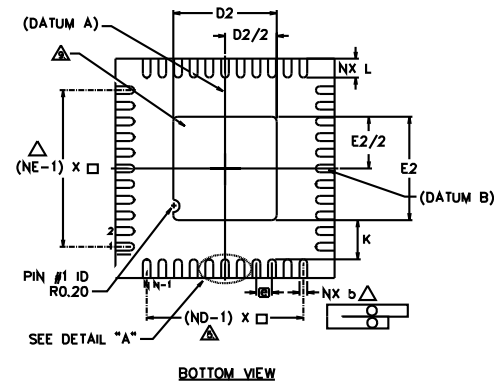 D2
(DATUM A)
D2/2
NX L
E2/2
(NE-1) X
E2
(DATUM B)
K
2
1
PIN #1 ID
R0.20
N N-1
e
NX b
(ND-1) X
SEE DETAIL "A"
BOTTOM VIEW